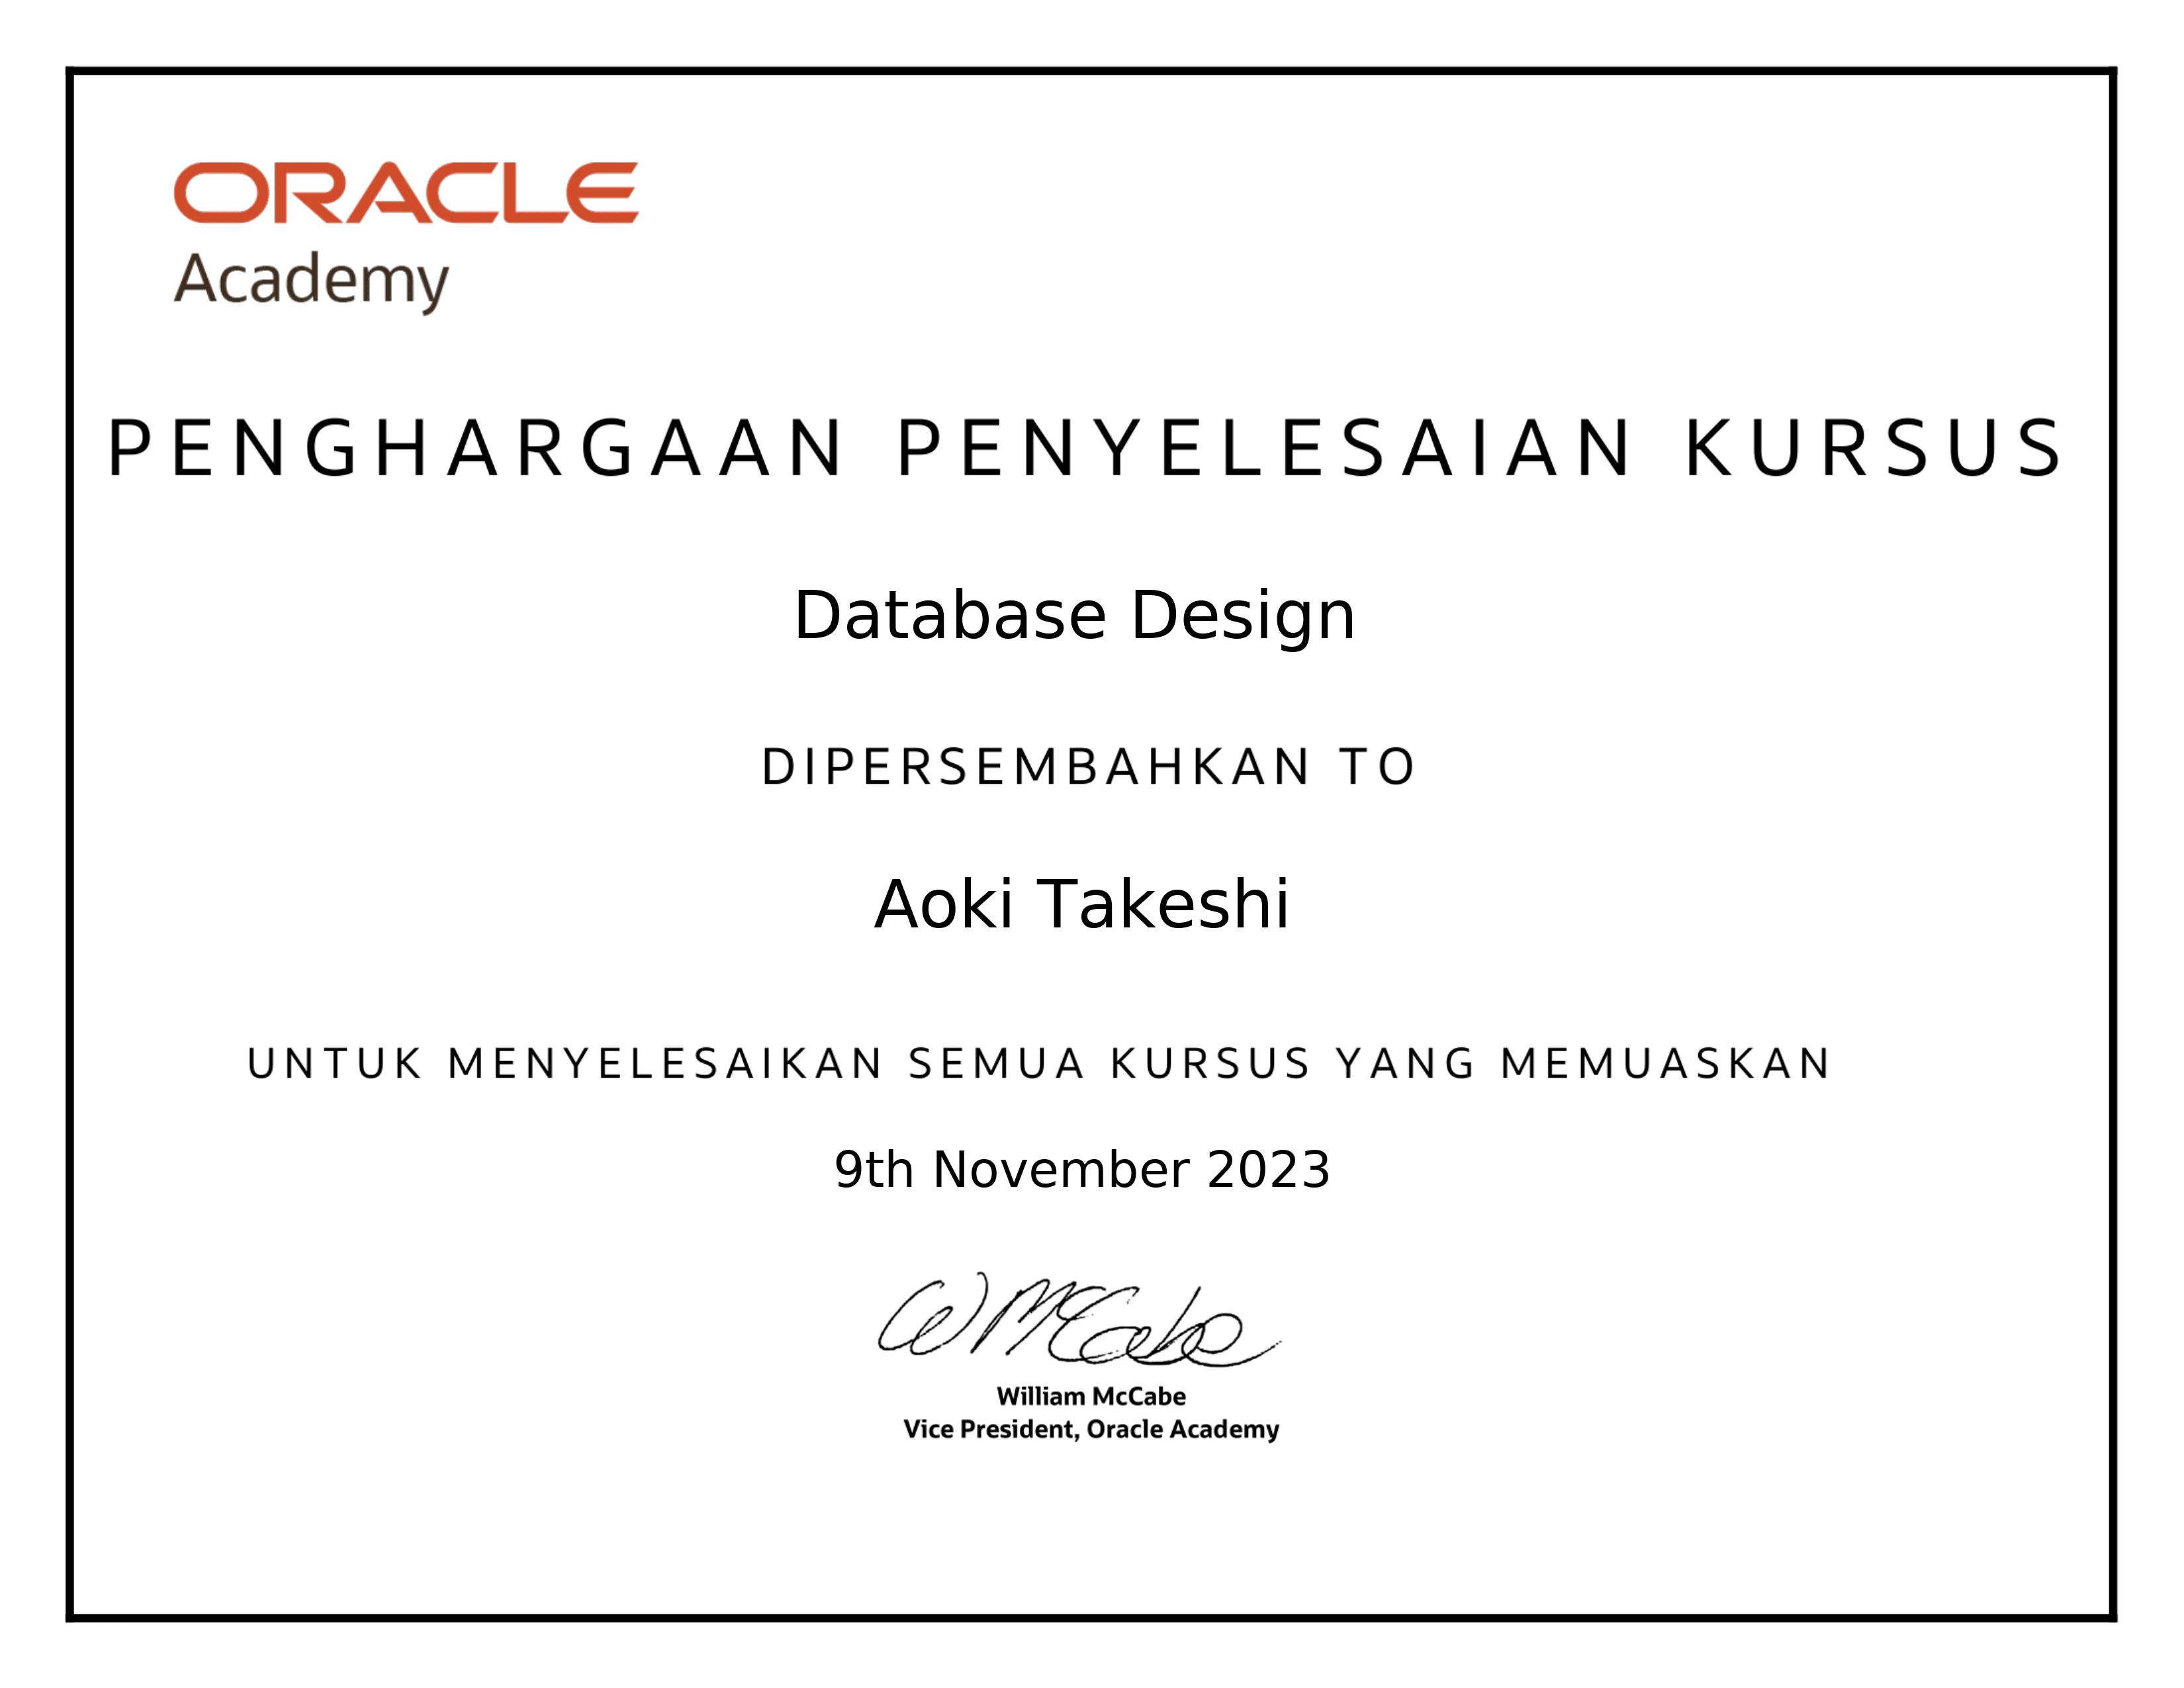 ORACLE
Academy
PENGHARGAAN PENYELESAIAN KURSUS
Database Design
DIPERSEMBAHKAN TO
Aoki Takeshi
UNTUK MENYELESAIKAN SEMUA KURSUS YANG MEMUASKAN
9th November 2023
W McCabe
William McCabe
Vice President, Oracle Academy